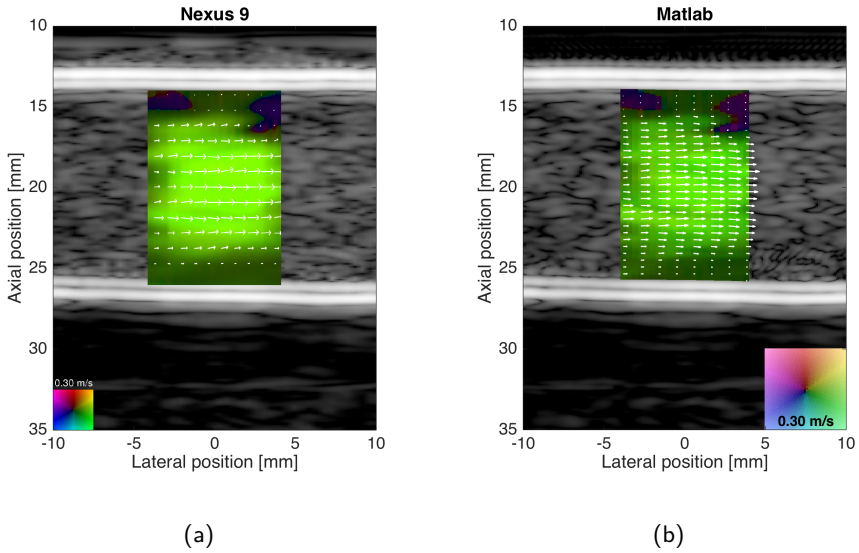 Nexus 9
Matlab
10
15
20
25
30
35
Axial position [mm]
0.30 m/s
-10
-5
0
5
10
Lateral position [mm]
10
15
20
25
30
35
Axial position [mm]
0.30 m/s
-10
-5
0
5
10
Lateral position [mm]
(a)
(b)